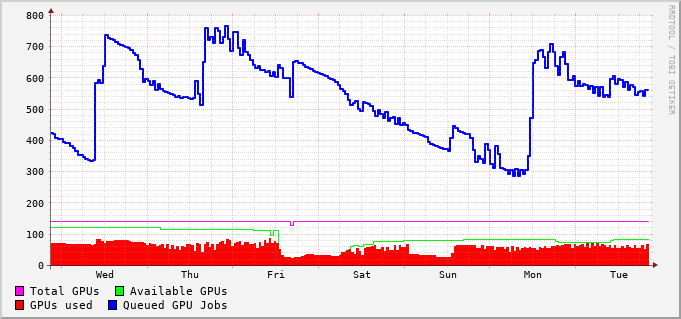 800
700
600
500
400
300
200
100
0
Wed Thu Fri Sat Sun Mon Tue
Total GPUs Available GPUs
GPUs used Queued GPU Jobs
RRDTOOL / TOBI OETIKER